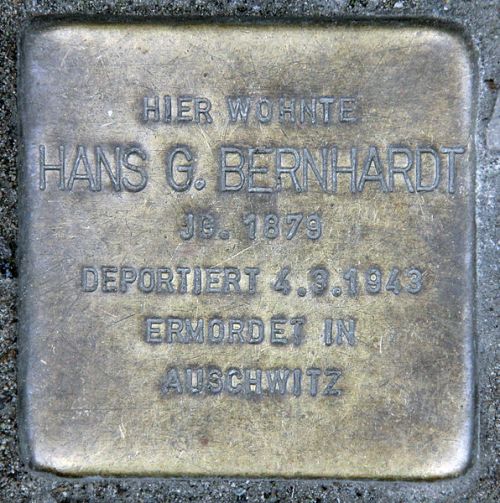 HIER WOHNTE
HANS G. BERNHARDT
JG. 1879
DEPORTIERT 4.3.1943
ERMORDET IN
AUSCHWITZ